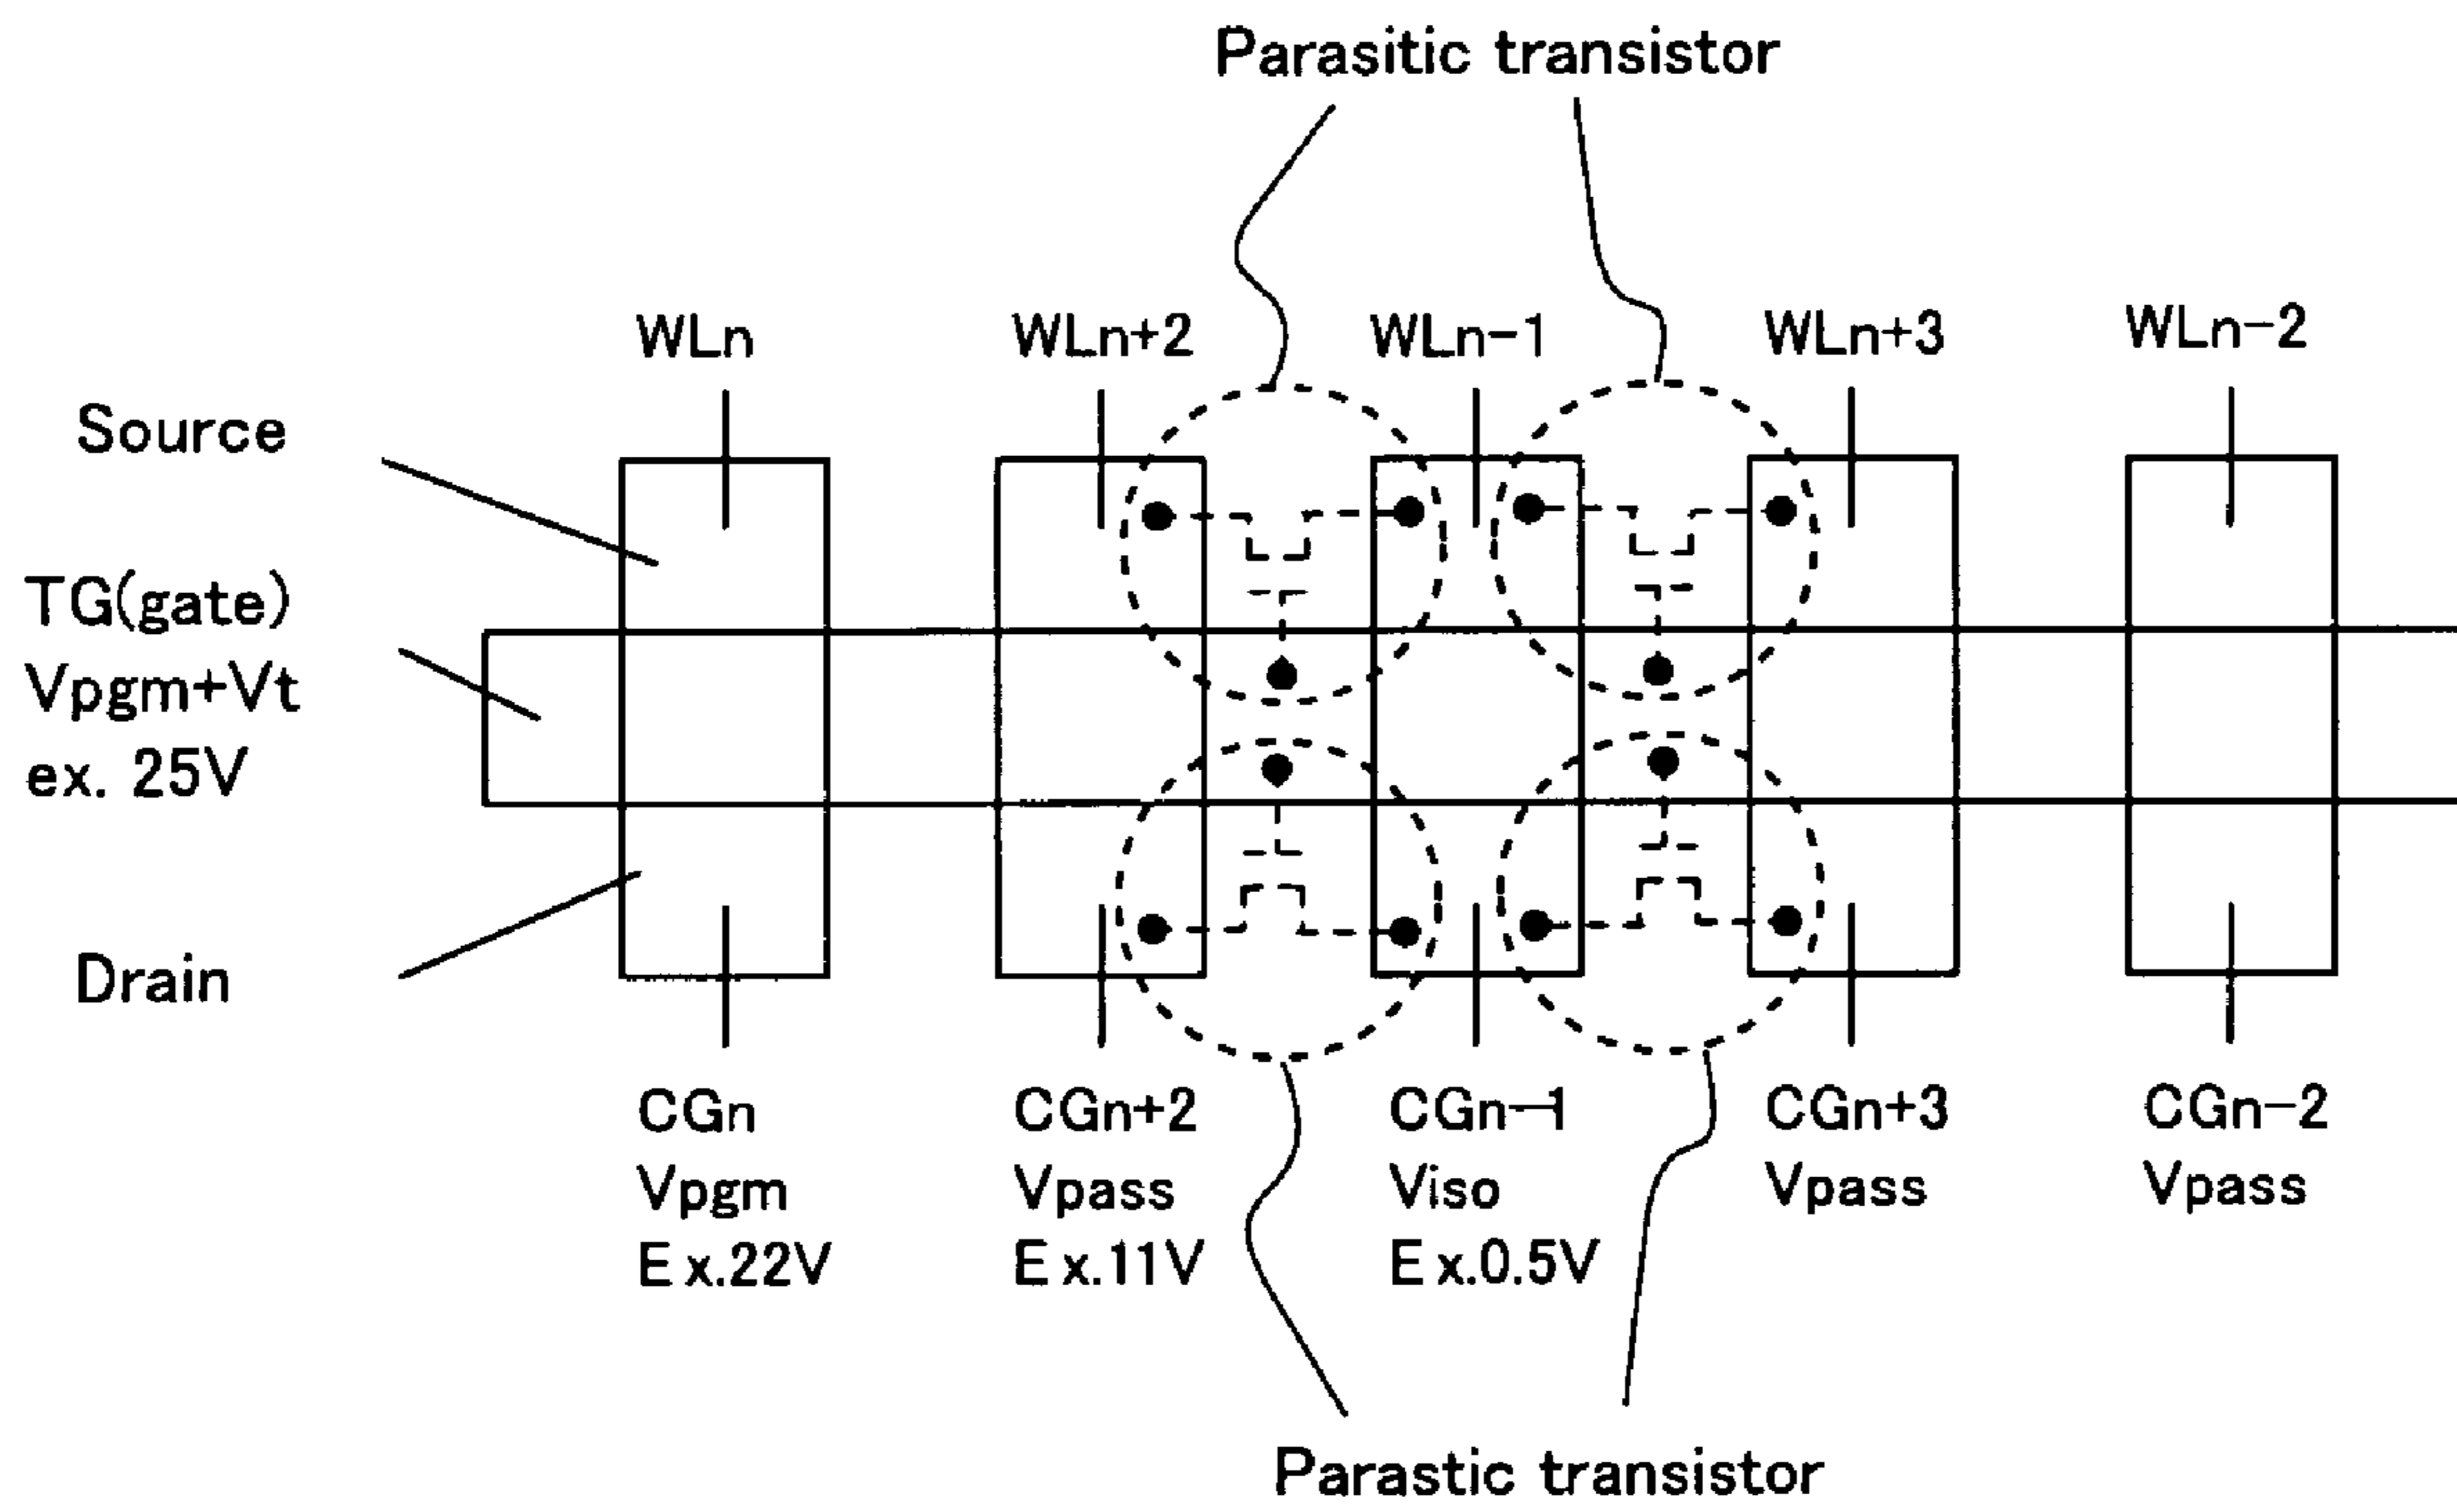 Parasitic transistor
WLn
WLn+2
WLn-1
WLn+3
WLn-2
Source
TG(gate)
Vpgm+Vt
ex. 25V
Drain
CGn
Vpgm
Ex.22V
CGn+2
Vpass
Ex.11V
CGn-1
Viso
Ex.0.5V
CGn+3
Vpass
CGn-2
Vpass
Parastic transistor